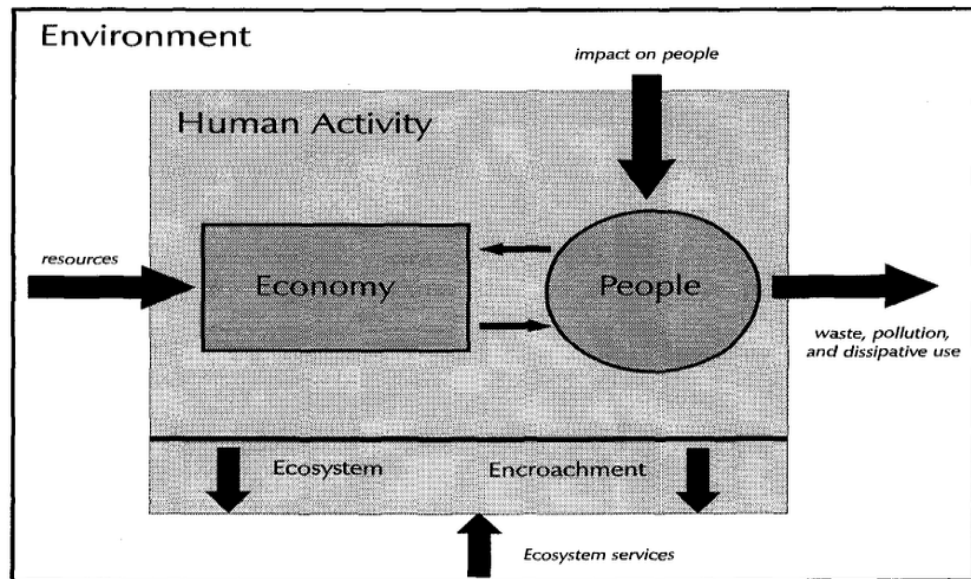 Environment
impact on people
Human Activity
resources
Economy
People
waste, pollution,
and dissipative use
Ecosystem Encroachment
Ecosystem services